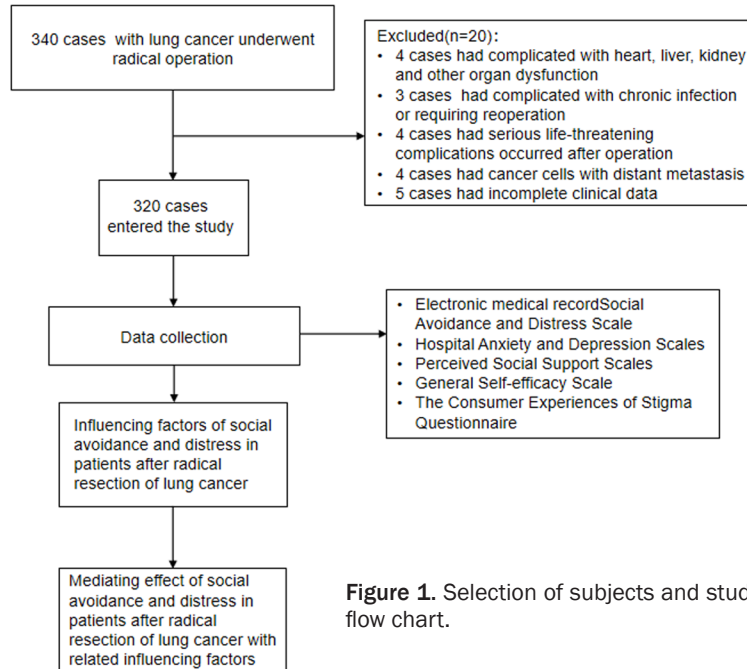 340 cases with lung cancer underwent
radical operation
Excluded(n=20):
• 4 cases had complicated with heart, liver, kidney
and other organ dysfunction
• 3 cases had complicated with chronic infection
or requiring reoperation
• 4 cases had serious life-threatening
complications occurred after operation
• 4 cases had cancer cells with distant metastasis
• 5 cases had incomplete clinical data
320 cases
entered the study
Data collection
• Electronic medical recordSocial
Avoidance and Distress Scale
• Hospital Anxiety and Depression Scales
• Perceived Social Support Scales
• General Self-efficacy Scale
• The Consumer Experiences of Stigma
Questionnaire
Influencing factors of social
avoidance and distress in
patients after radical
resection of lung cancer
Mediating effect of social
avoidance and distress in
patients after radical
resection of lung cancer with
related influencing factors
Figure 1. Selection of subjects and stud
flow chart.